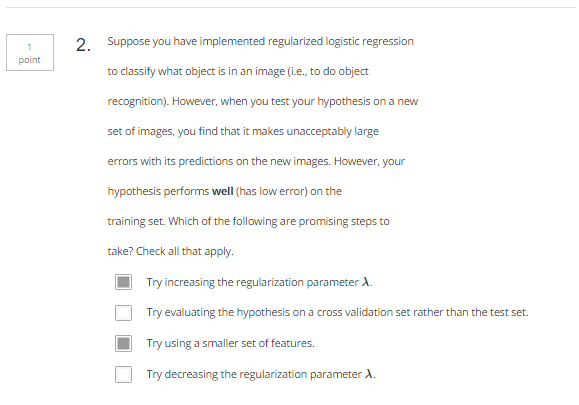 1
point
2.
Suppose you have implemented regularized logistic regression
to classify what object is in an image (i.e., to do object
recognition). However, when you test your hypothesis on a new
set of images, you find that it makes unacceptably large
errors with its predictions on the new images. However, your
hypothesis performs well (has low error) on the
training set. Which of the following are promising steps to
take? Check all that apply.
Try increasing the regularization parameter λ.
Try evaluating the hypothesis on a cross validation set rather than the test set.
Try using a smaller set of features.
Try decreasing the regularization parameter λ.